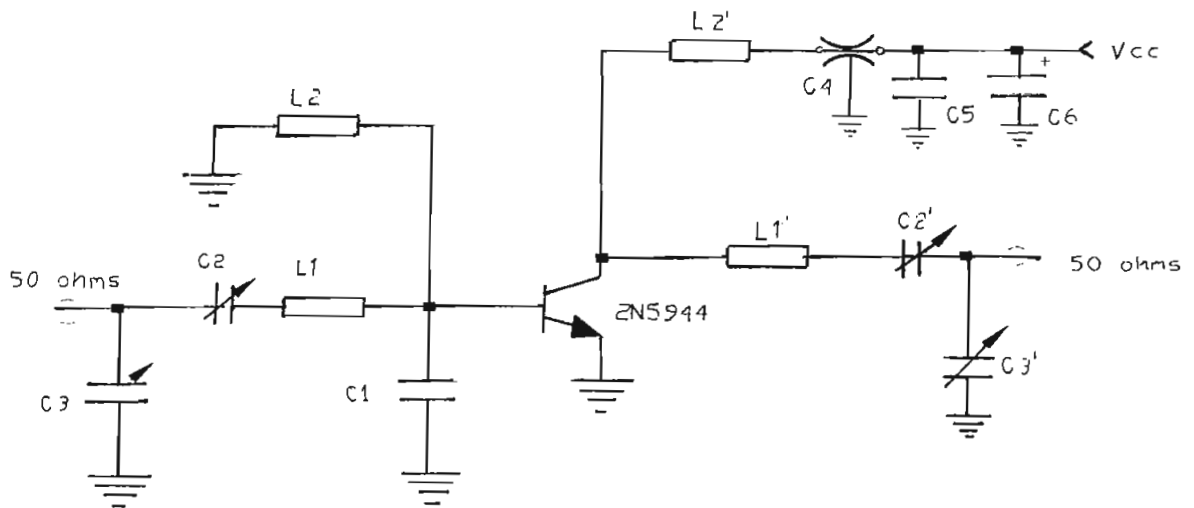 L2'
Vcc
C4
C5
+
C6
L2
C2'
L1'
50 ohms
C2
L1
50 ohms
2N5944
C3'
C3
C1